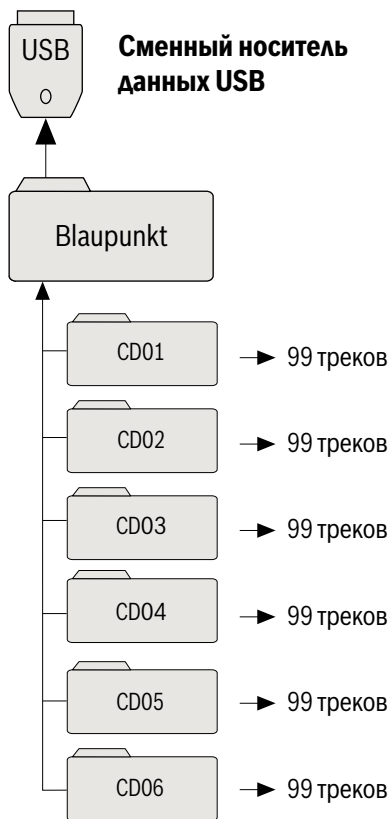 USB
Сменный носитель
данных USB
Blaupunkt
CD01
99 треков
CD02
99 треков
CD03
99 треков
CD04
99 треков
CD05
99 треков
CD06
99 треков